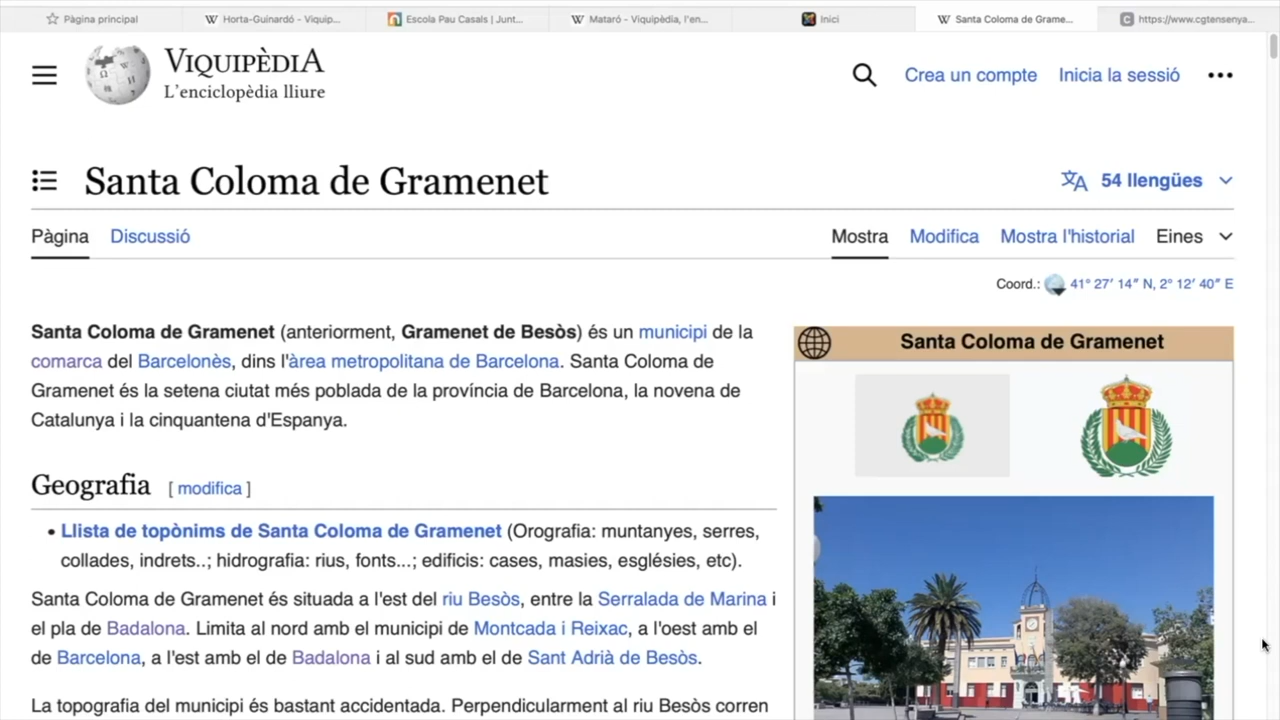 Pàgina principal
Horta-Guinardó - Viquip...
Escola Pau Casals | Junt...
Mataró - Viquipèdia, l'en...
Inici
Santa Coloma de Grame...
https://www.cgtensenya...
VIQUIPÈDIA
L'enciclopèdia lliure
Crea un compte
Inicia la sessió
Santa Coloma de Gramenet
54 llengües
Pàgina
Discussió
Mostra
Modifica
Mostra l'historial
Eines
Coord.: 41° 27′ 14″ N, 2° 12′ 40″ E
Santa Coloma de Gramenet (anteriorment, Gramenet de Besòs) és un municipi de la
comarca del Barcelonès, dins l'àrea metropolitana de Barcelona. Santa Coloma de
Gramenet és la setena ciutat més poblada de la província de Barcelona, la novena de
Catalunya i la cinquantena d'Espanya.
Santa Coloma de Gramenet
Geografia [ modifica ]
• Llista de topònims de Santa Coloma de Gramenet (Orografia: muntanyes, serres,
collades, indrets..; hidrografia: rius, fonts...; edificis: cases, masies, esglésies, etc).
Santa Coloma de Gramenet és situada a l'est del riu Besòs, entre la Serralada de Marina i
el pla de Badalona. Limita al nord amb el municipi de Montcada i Reixac, a l'oest amb el
de Barcelona, a l'est amb el de Badalona i al sud amb el de Sant Adrià de Besòs.
La topografia del municipi és bastant accidentada. Perpendicularment al riu Besòs corren